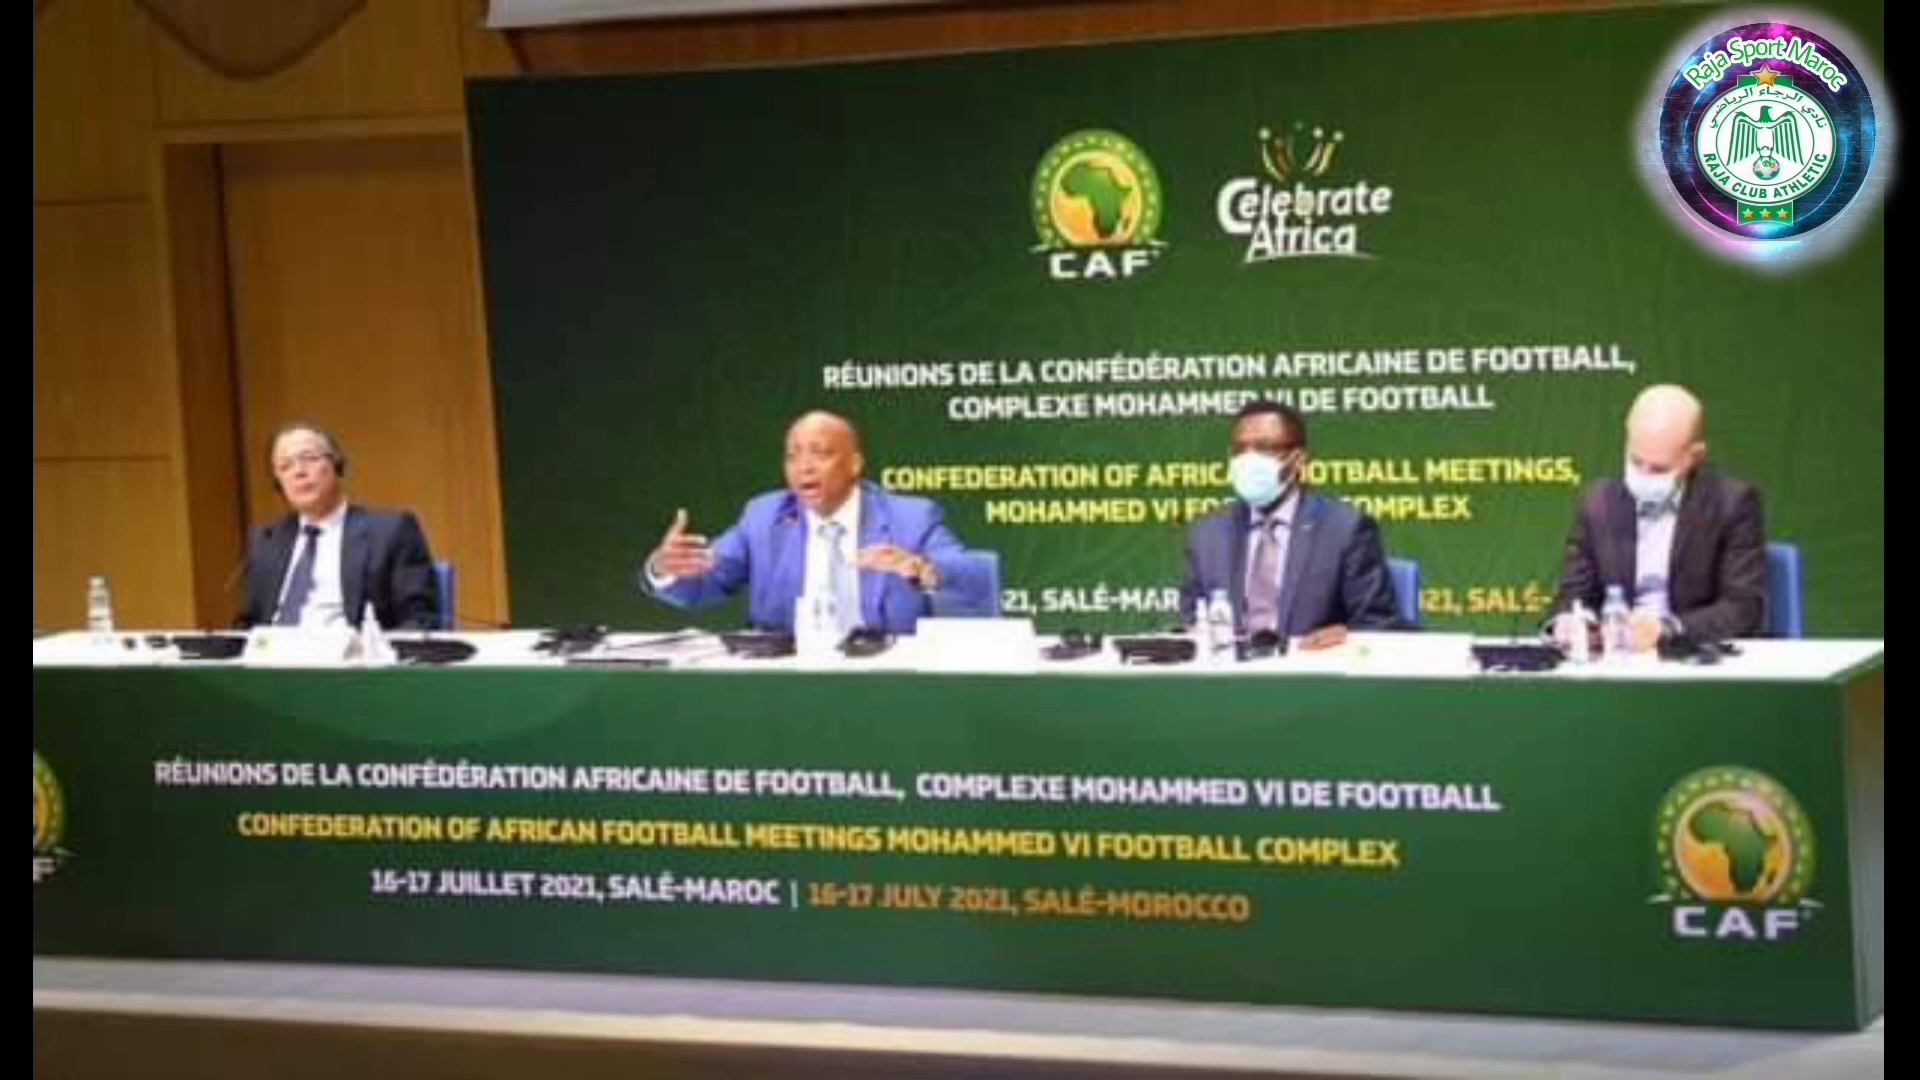 Raja Sport Maroc
نادي الرجاء الرياضي
RAJA CLUB ATHLETIC
CAF
Celebrate
Africa
RÉUNIONS DE LA CONFÉDÉRATION AFRICAINE DE FOOTBALL,
COMPLEXE MOHAMMED VI DE FOOTBALL
CONFEDERATION OF FOOTBALL MEETINGS,
MOHAMMED VI COMPLEX
21, SALÉ-MAR 021, SALÉ-
RÉUNIONS DE LA CONFÉDÉRATION AFRICAINE DE FOOTBALL, COMPLEXE MOHAMMED VI DE FOOTBALL
CONFEDERATION OF AFRICAN FOOTBALL MEETINGS MOHAMMED VI FOOTBALL COMPLEX
16-17 JUILLET 2021, SALÉ-MAROC | 16-17 JULY 2021, SALÉ-MOROCCO
CAF
F